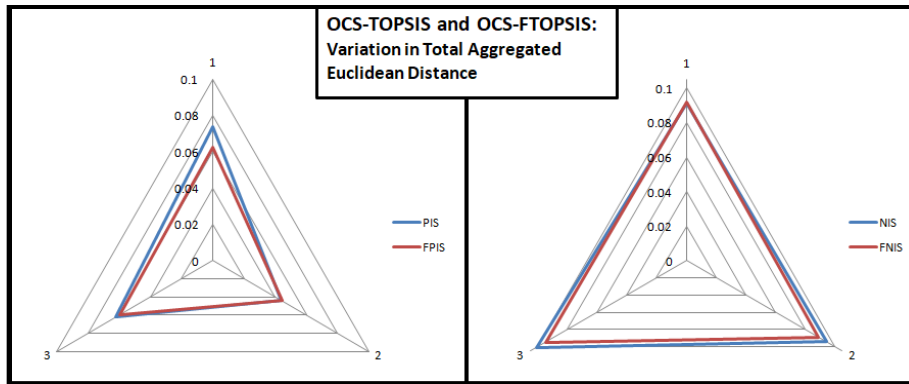 OCS-TOPSIS and OCS-FTOPSIS:
Variation in Total Aggregated
Euclidean Distance
1
0.1
0.08
0.06
0.04
0.02
0
3
2
PIS
FPIS
1
0.1
0.08
0.06
0.04
0.02
0
3
2
NIS
FNIS